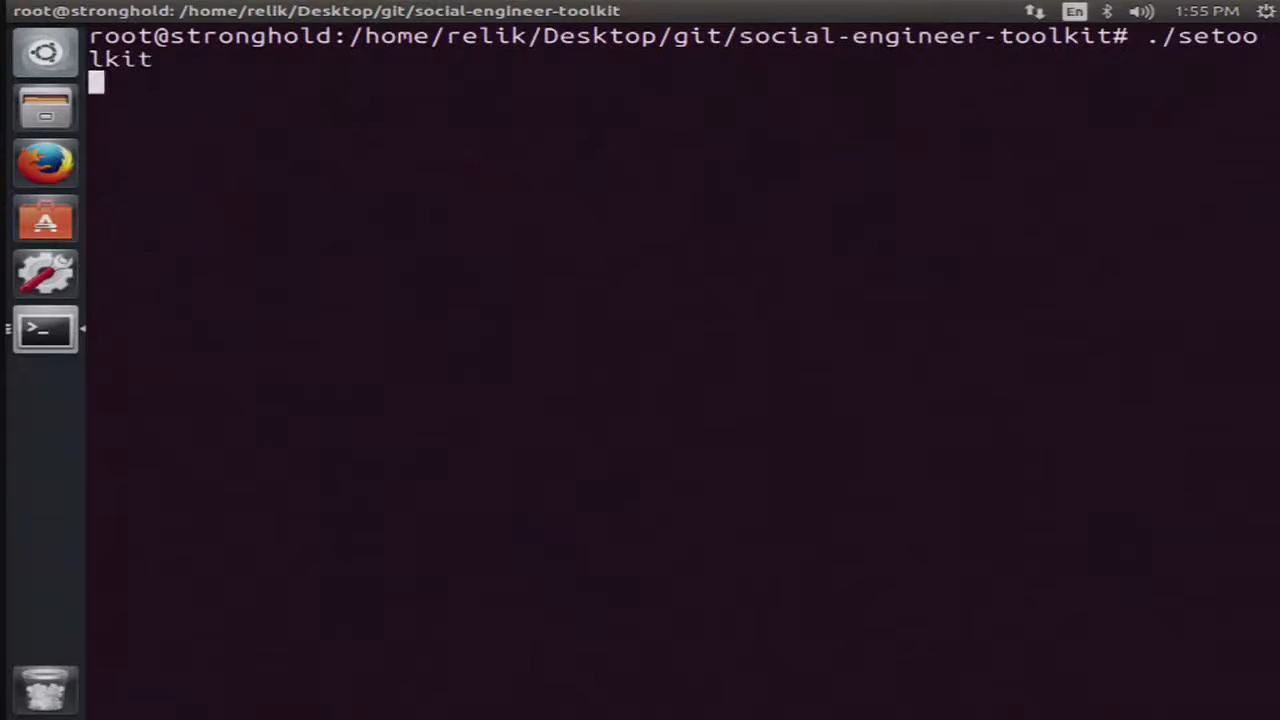 root@stronghold: /home/relik/Desktop/git/social-engineer-toolkit En 1:55 PM
root@stronghold:/home/relik/Desktop/git/social-engineer-toolkit# ./setoo
lkit